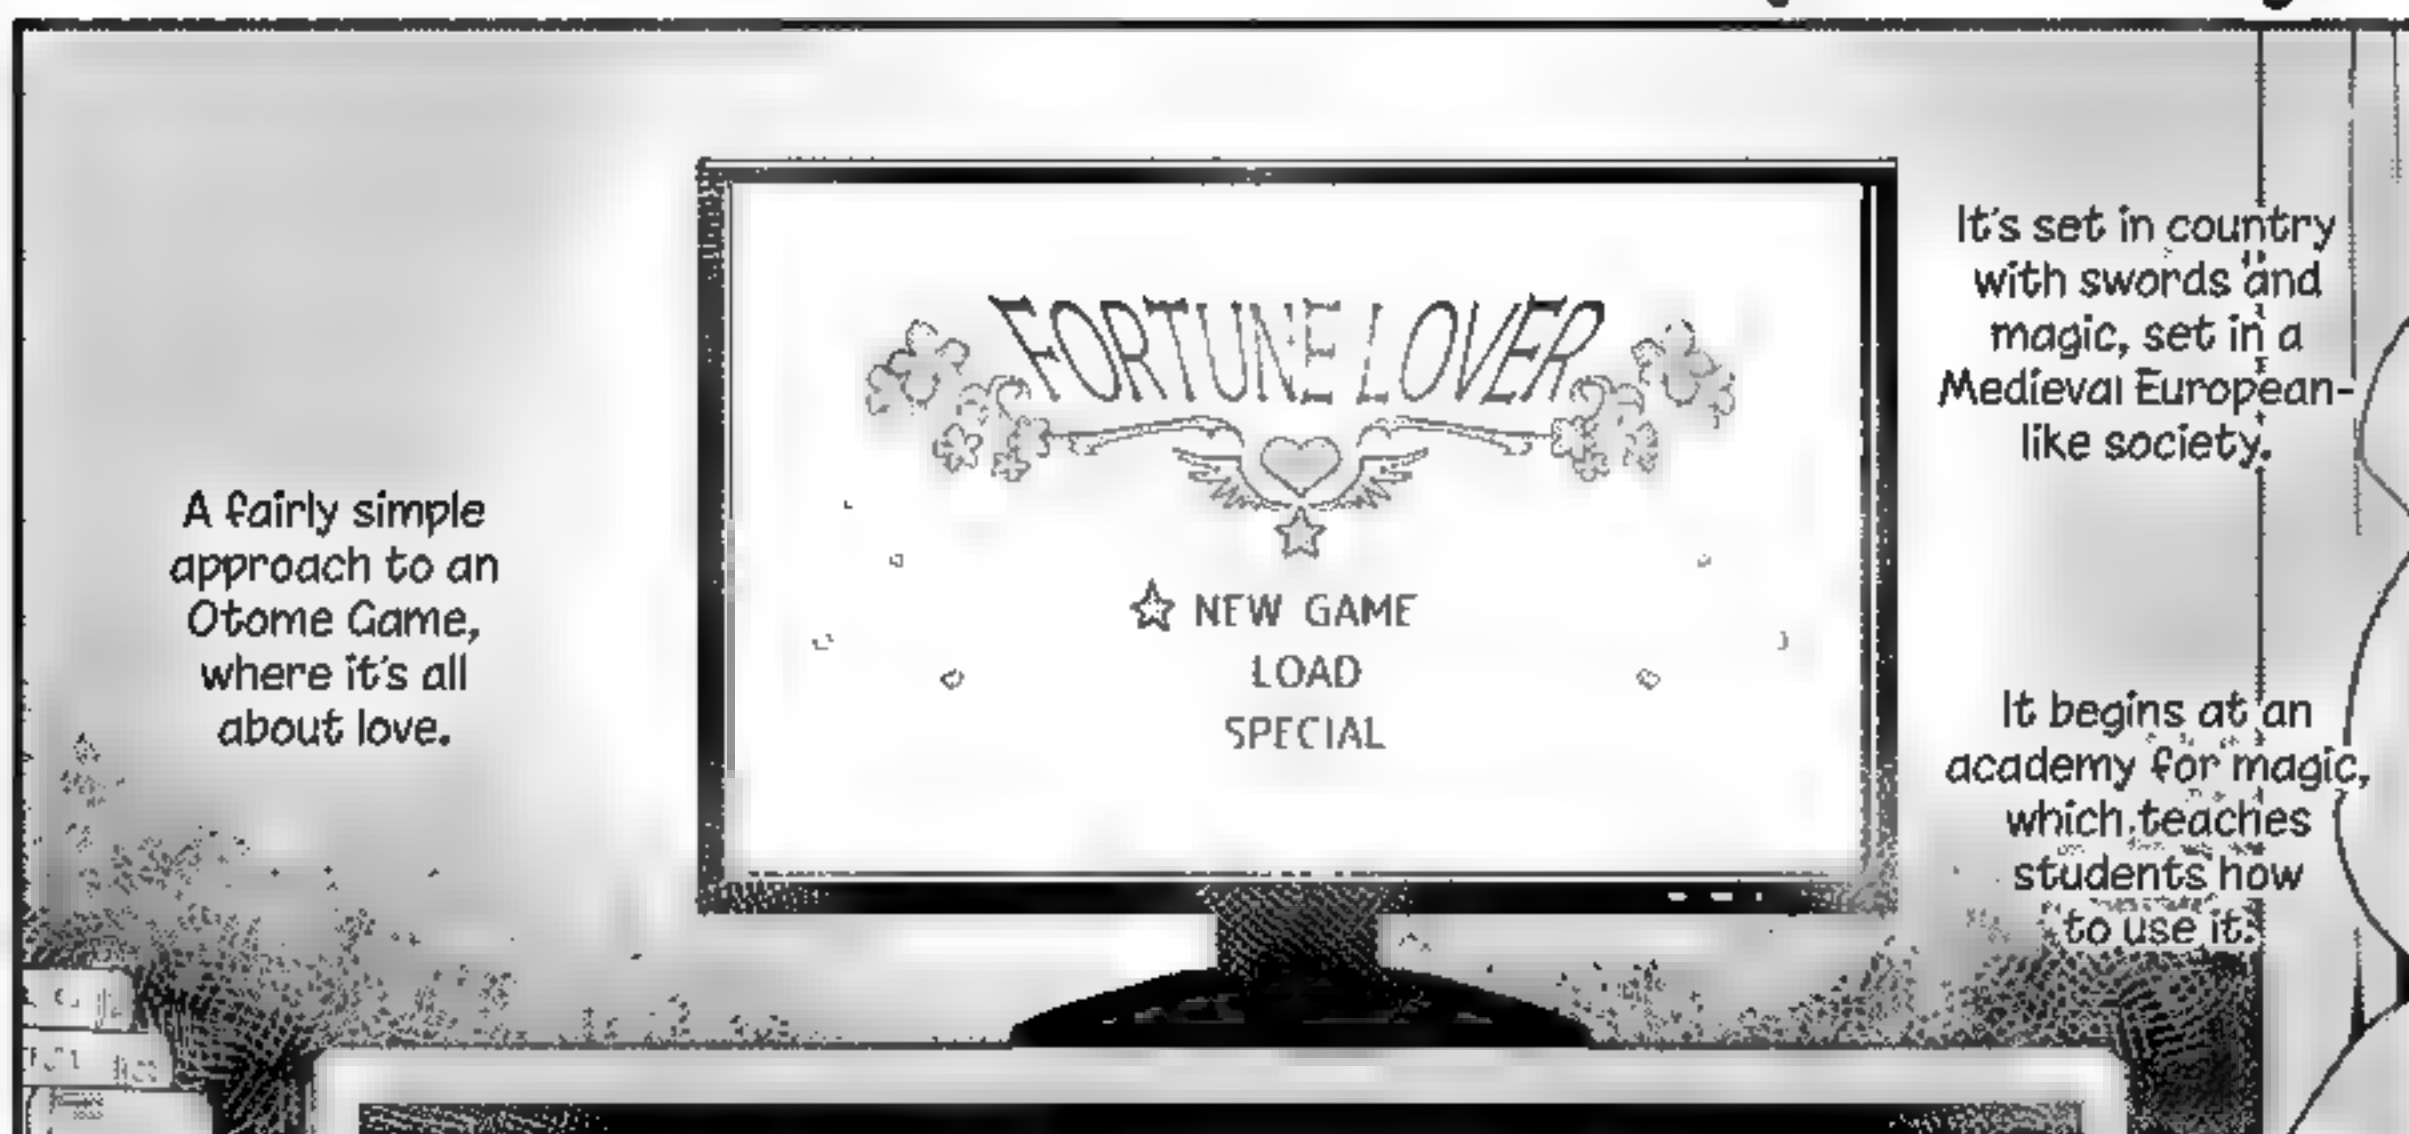 A fairly simple
approach to an
Otome Game,
where it's all
about love.
FORTUNE LOVER
NEW GAME
LOAD
SPECIAL
It's set in country
with swords and
magic, set in a
Medieval European-
like society.
It begins at an
academy for magic,
which teaches
students how
to use it.